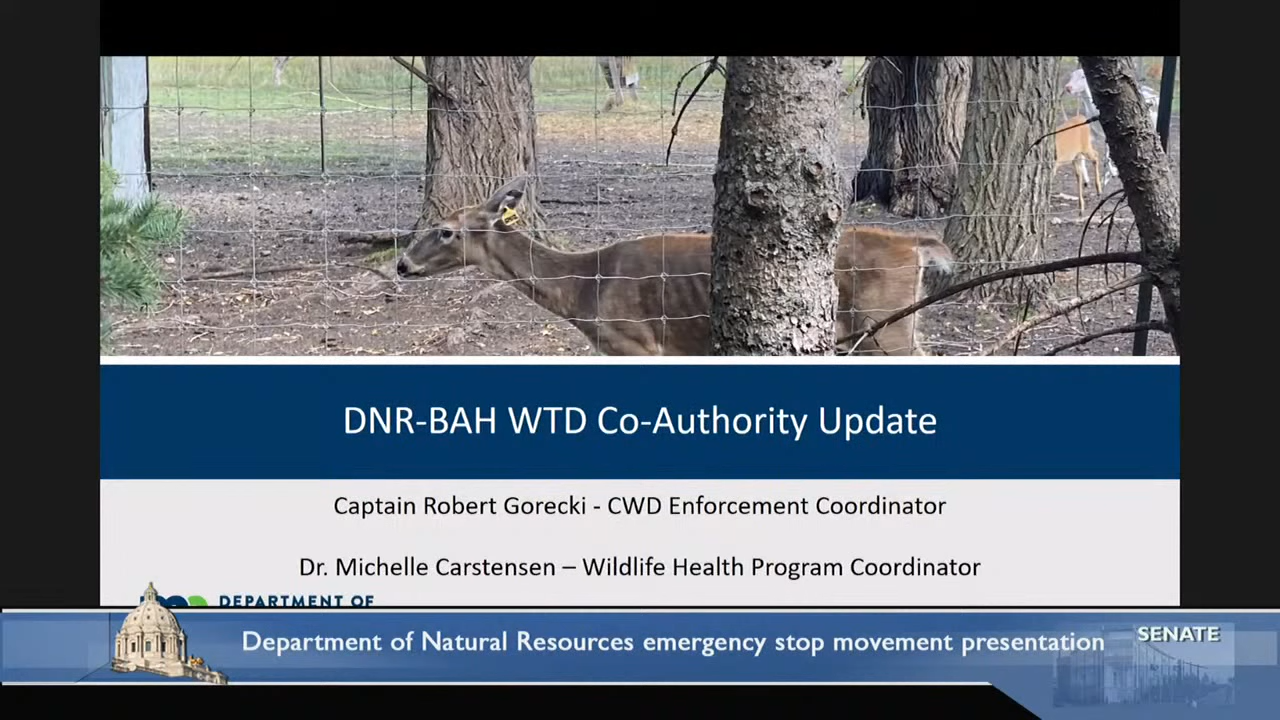 DNR-BAH WTD Co-Authority Update
Captain Robert Gorecki - CWD Enforcement Coordinator
Dr. Michelle Carstensen – Wildlife Health Program Coordinator
DEPARTMENT OF
Department of Natural Resources emergency stop movement presentation
SENATE